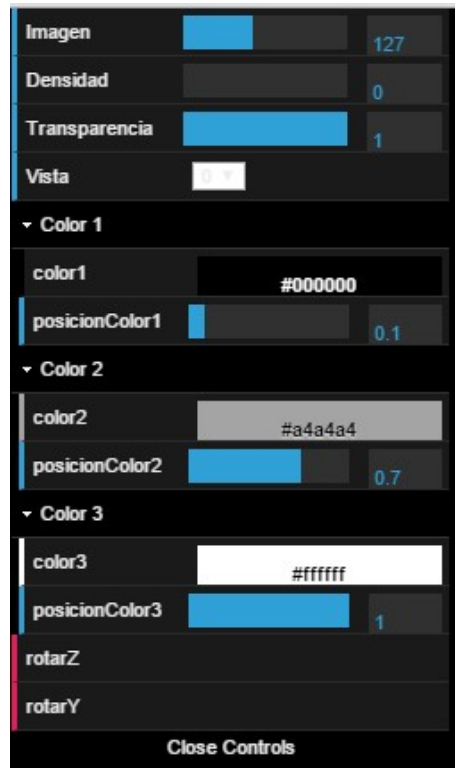 Imagen 127
Densidad 0
Transparencia 1
Vista 0
Color 1
color1 #000000
posicionColor1 0.1
Color 2
color2 #a4a4a4
posicionColor2 0.7
Color 3
color3 #ffffff
posicionColor3 1
rotarZ
rotarY
Close Controls